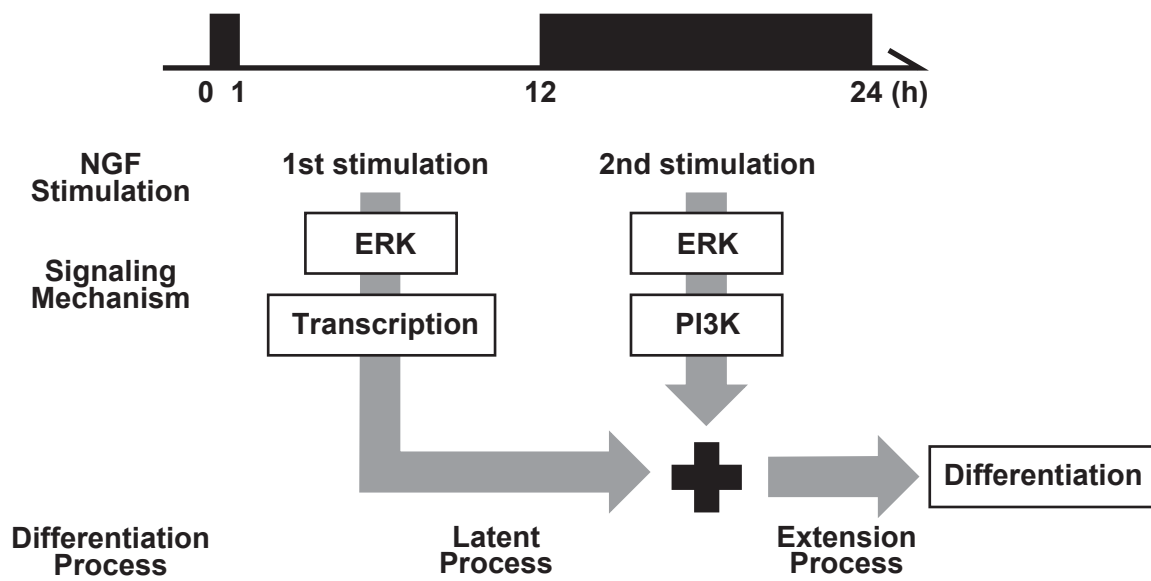 0 1 12 24 (h)
NGF
Stimulation
1st stimulation
2nd stimulation
Signaling
Mechanism
ERK
ERK
Transcription
PI3K
Differentiation
Differentiation
Process
Latent
Process
Extension
Process